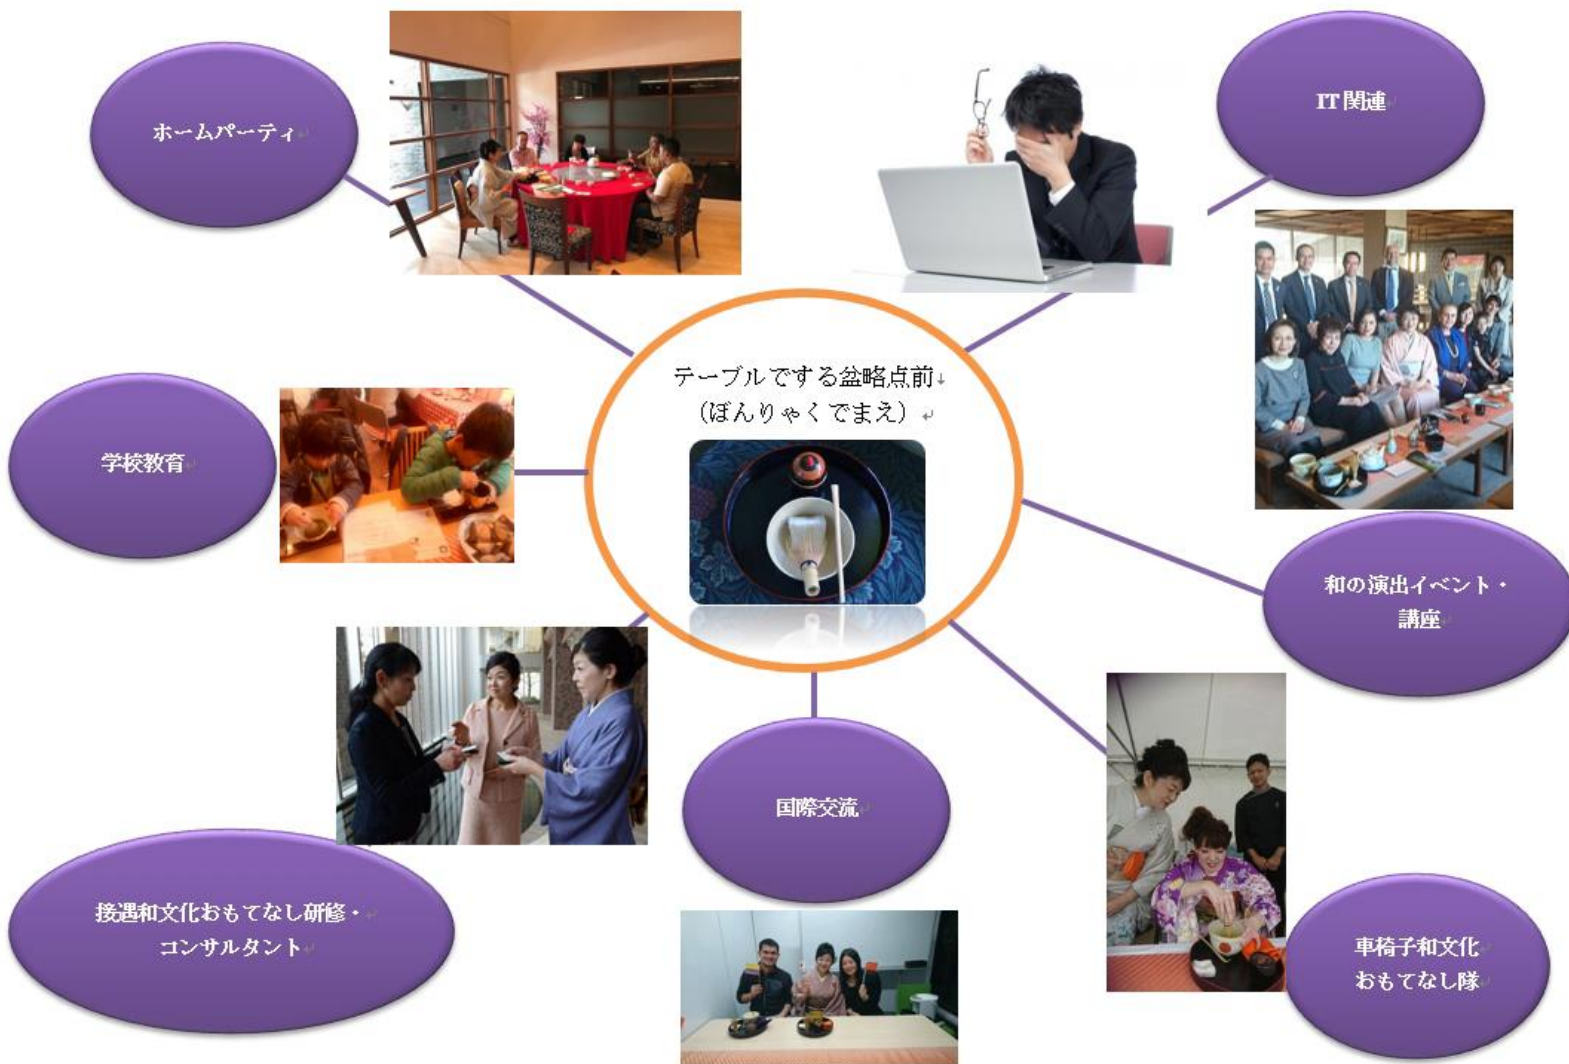 ホームパーティ
IT関連
テーブルでする盆略点前
（ぼんりゃくでまえ）
学校教育
和の演出イベント・
講座
国際交流
接遇和文化おもてなし研修・
コンサルタント
車椅子和文化
おもてなし隊